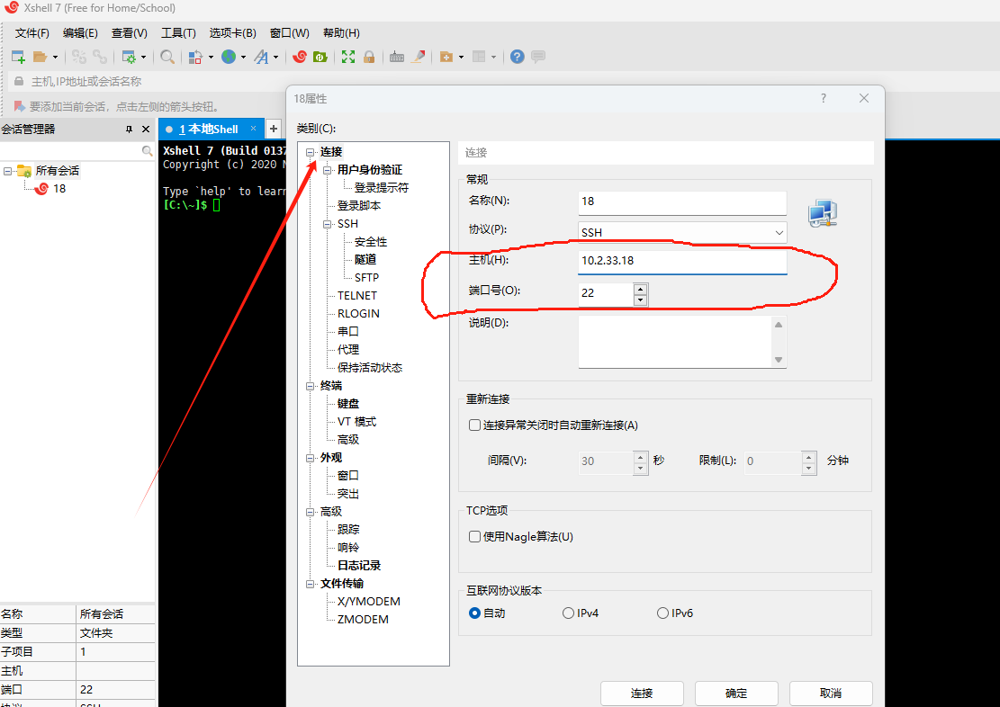 Xshell 7 (Free for Home/School)
文件(F) 编辑(E) 查看(V) 工具(T) 选项卡(B) 窗口(W) 帮助(H)
主机,IP地址或会话名称
要添加当前会话，点击左侧的箭头按钮。
会话管理器
所有会话
18
名称 所有会话
类型 文件夹
子项目 1
主机
端口 22
1 本地Shell
Xshell 7 (Build 0137
Copyright (c) 2020
Type `help' to learn
[C:\~]$
18属性
类别(C):
连接
用户身份验证
登录提示符
登录脚本
SSH
安全性
隧道
SFTP
TELNET
RLOGIN
串口
代理
保持活动状态
终端
键盘
VT 模式
高级
外观
窗口
突出
高级
跟踪
响铃
日志记录
文件传输
X/YMODEM
ZMODEM
连接
常规
名称(N): 18
协议(P): SSH
主机(H): 10.2.33.18
端口号(O): 22
说明(D):
重新连接
连接异常关闭时自动重新连接(A)
间隔(V): 30 秒 限制(L): 0 分钟
TCP选项
使用Nagle算法(U)
互联网协议版本
自动 IPv4 IPv6
连接 确定 取消